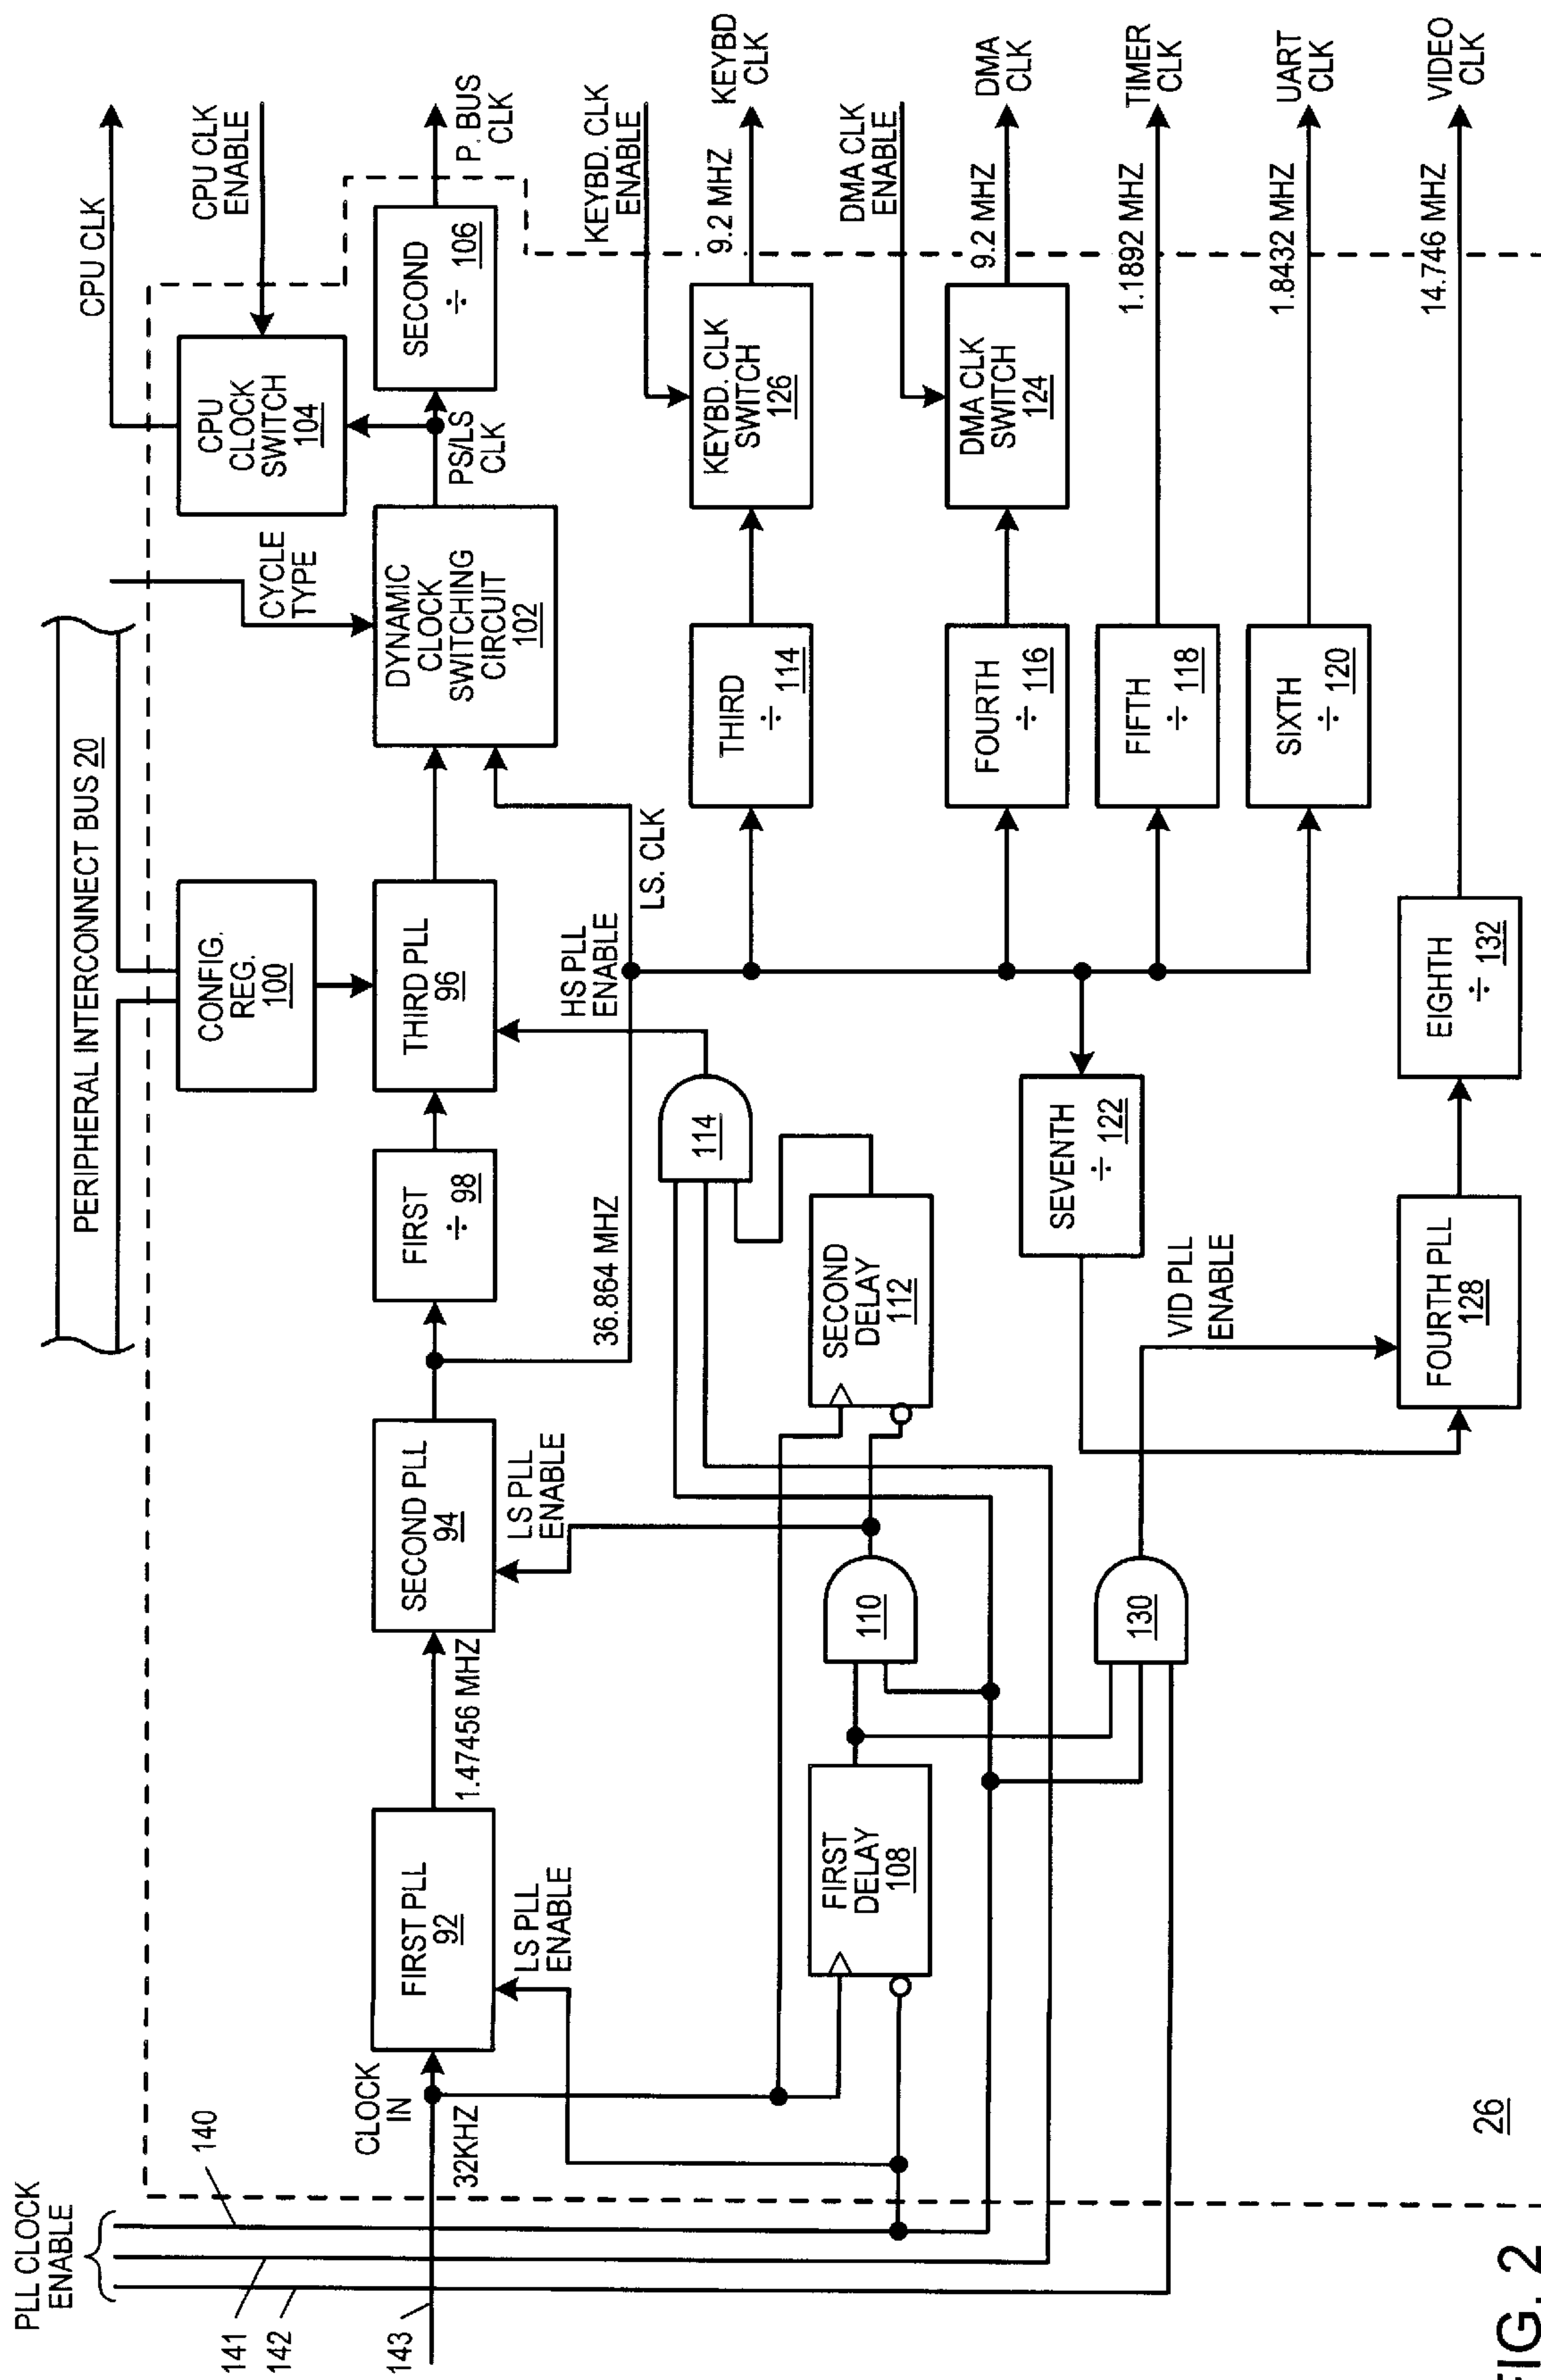 PLL CLOCK
ENABLE
140
141
142
143
CLOCK
IN
32KHZ
FIRST PLL
92
LS PLL
ENABLE
1.47456 MHZ
SECOND PLL
94
LS PLL
ENABLE
36.864 MHZ
FIRST
÷ 98
THIRD PLL
96
HS PLL
ENABLE
LS. CLK
PERIPHERAL INTERCONNECT BUS 20
CONFIG.
REG.
100
CYCLE
TYPE
DYNAMIC
CLOCK
SWITCHING
CIRCUIT
102
PS/LS
CLK
CPU
CLOCK
SWITCH
104
CPU CLK
CPU CLK
ENABLE
SECOND
÷ 106
P. BUS
CLK
FIRST
DELAY
108
110
SECOND
DELAY
112
114
THIRD
÷ 114
KEYBD. CLK
SWITCH
126
KEYBD. CLK
ENABLE
9.2 MHZ
KEYBD
CLK
FOURTH
÷ 116
DMA CLK
SWITCH
124
DMA CLK
ENABLE
9.2 MHZ
DMA
CLK
FIFTH
÷ 118
1.1892 MHZ
TIMER
CLK
SIXTH
÷ 120
1.8432 MHZ
UART
CLK
SEVENTH
÷ 122
130
VID PLL
ENABLE
FOURTH PLL
128
EIGHTH
÷ 132
14.746 MHZ
VIDEO
CLK
26
FIG. 2